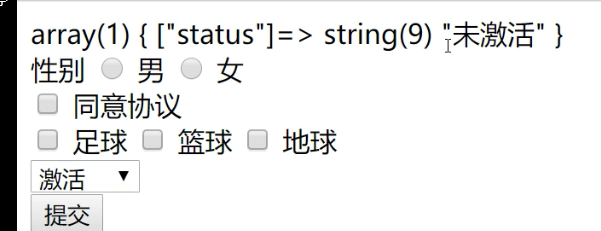 array(1) { ["status"]=> string(9) "未激活" }
性别 男 女
同意协议
足球 篮球 地球
激活
提交